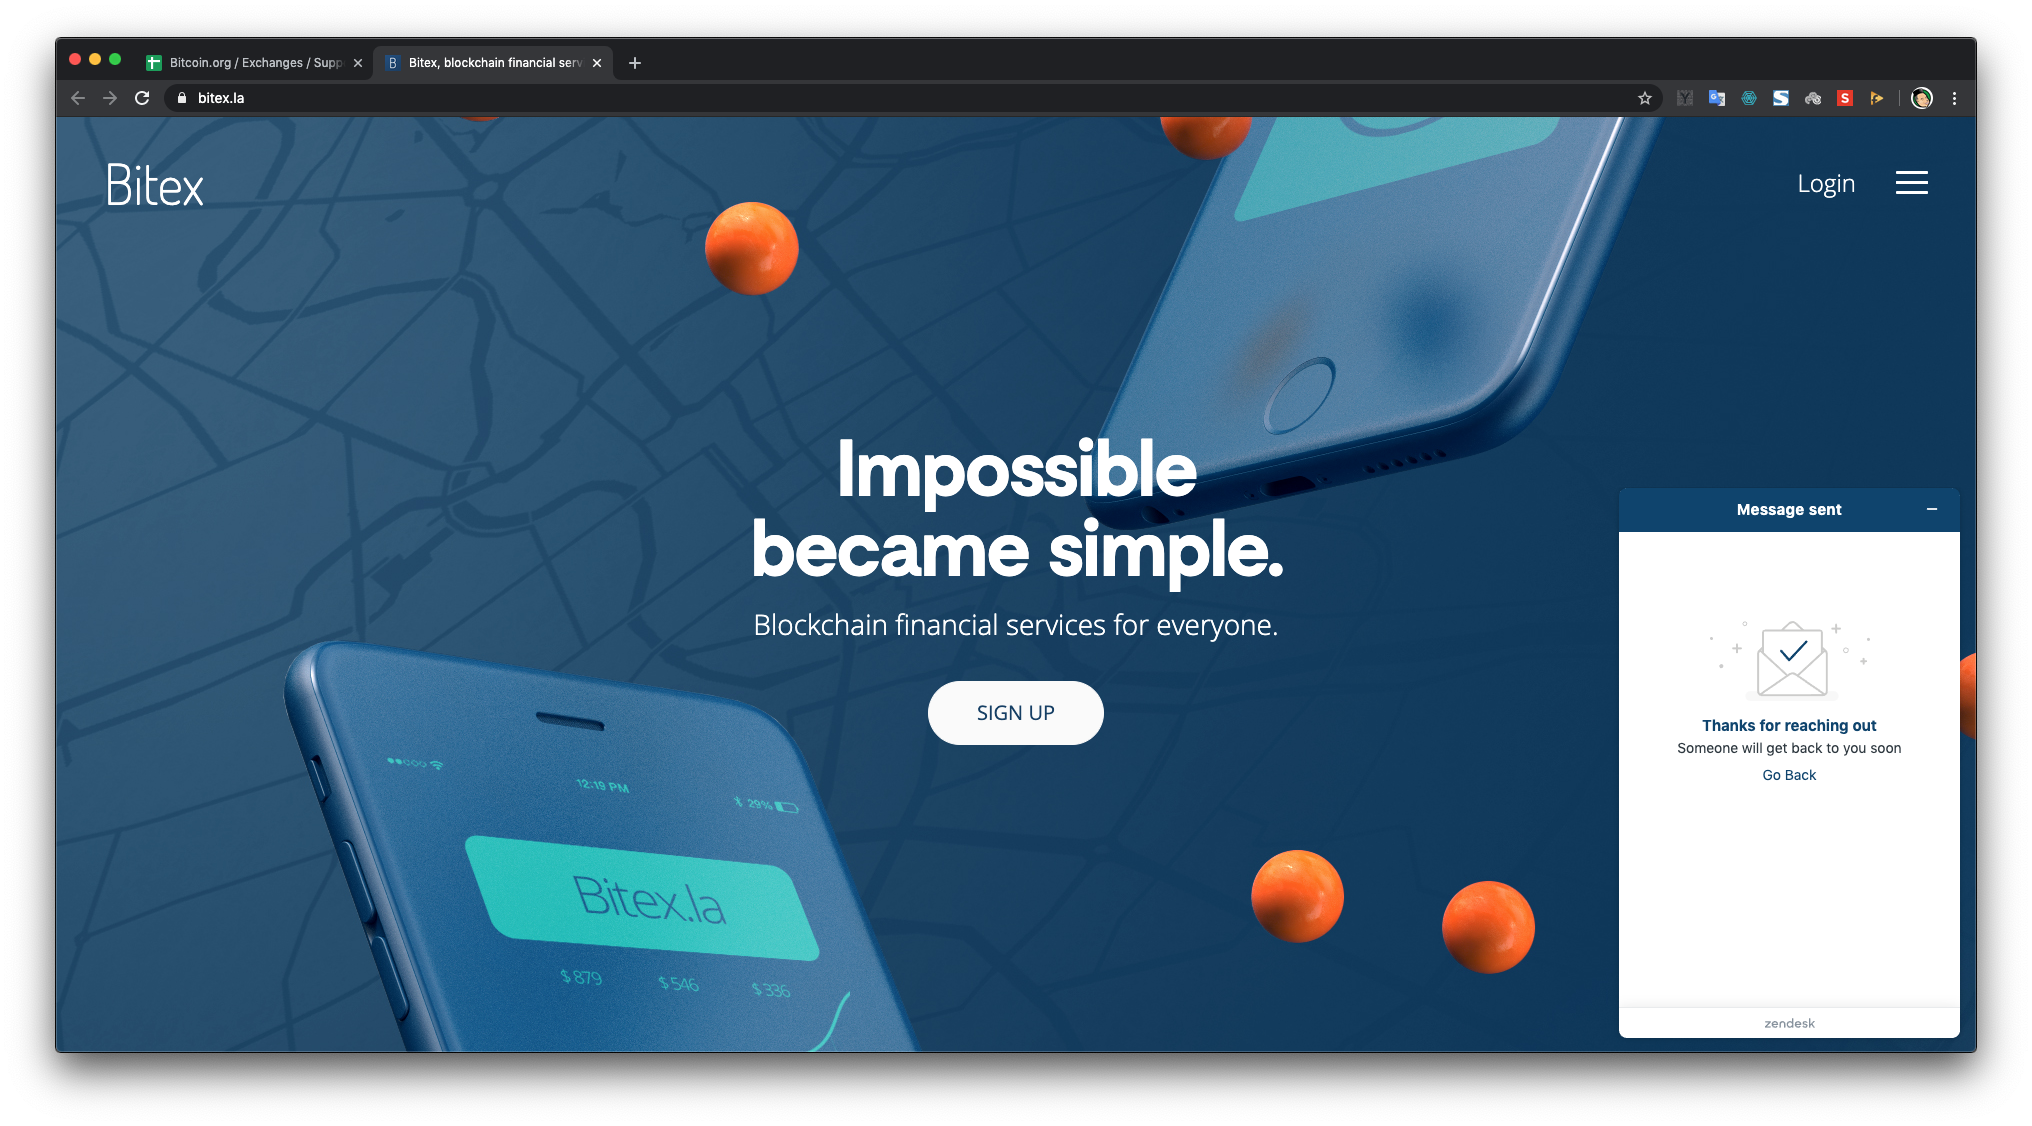 Bitcoin.org / Exchanges / Supp
B Bitex, blockchain financial serv
bitex.la
Bitex
Login
Impossible
became simple.
Blockchain financial services for everyone.
SIGN UP
12:19 PM
29%
Bitex.la
$879 $546 $336
Message sent
Thanks for reaching out
Someone will get back to you soon
Go Back
zendesk